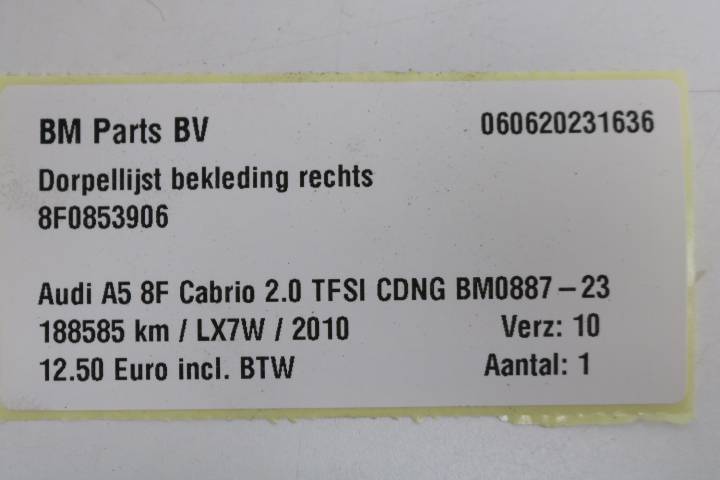 BM Parts BV 060620231636
Dorpellijst bekleding rechts
8F0853906
Audi A5 8F Cabrio 2.0 TFSI CDNG BM0887-23
188585 km / LX7W / 2010 Verz: 10
12.50 Euro incl. BTW Aantal: 1